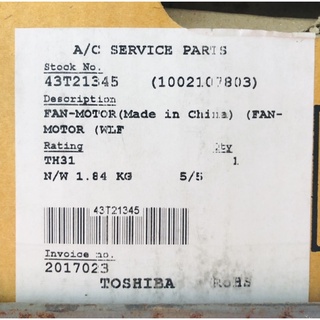 A/C SERVICE PARTS
Stock No.
43T21345 (1002107803)
Description
FAN-MOTOR(Made in China) (FAN-
MOTOR (WLF
Rating Qty
TH31 1
N/W 1.84 KG 5/5
43T21345
Invoice no.
2017023
TOSHIBA RoHS